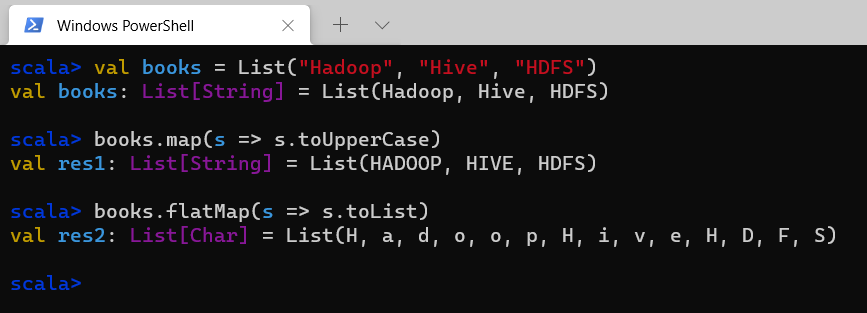 Windows PowerShell
scala> val books = List("Hadoop", "Hive", "HDFS")
val books: List[String] = List(Hadoop, Hive, HDFS)
scala> books.map(s => s.toUpperCase)
val res1: List[String] = List(HADOOP, HIVE, HDFS)
scala> books.flatMap(s => s.toList)
val res2: List[Char] = List(H, a, d, o, o, p, H, i, v, e, H, D, F, S)
scala>